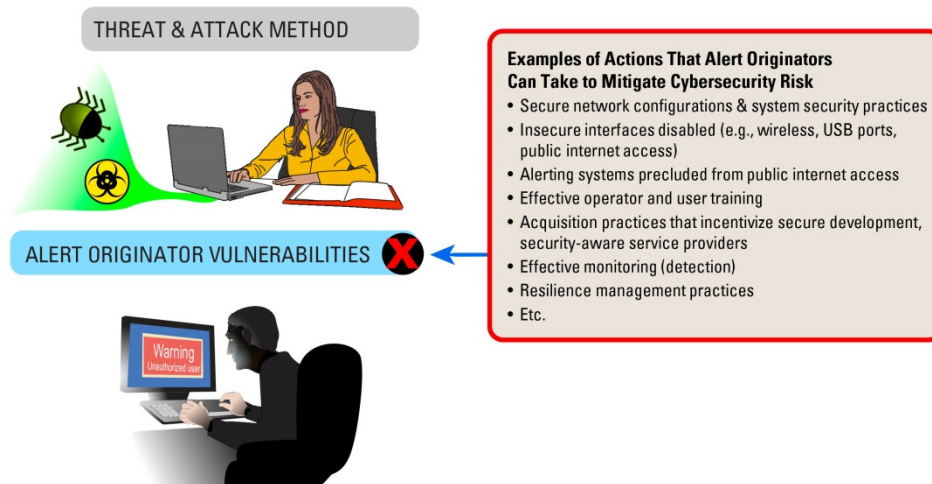 THREAT & ATTACK METHOD
Examples of Actions That Alert Originators
Can Take to Mitigate Cybersecurity Risk
• Secure network configurations & system security practices
• Insecure interfaces disabled (e.g., wireless, USB ports,
public internet access)
• Alerting systems precluded from public internet access
• Effective operator and user training
• Acquisition practices that incentivize secure development,
security-aware service providers
• Effective monitoring (detection)
• Resilience management practices
• Etc.
ALERT ORIGINATOR VULNERABILITIES X
Warning
Unauthorized user